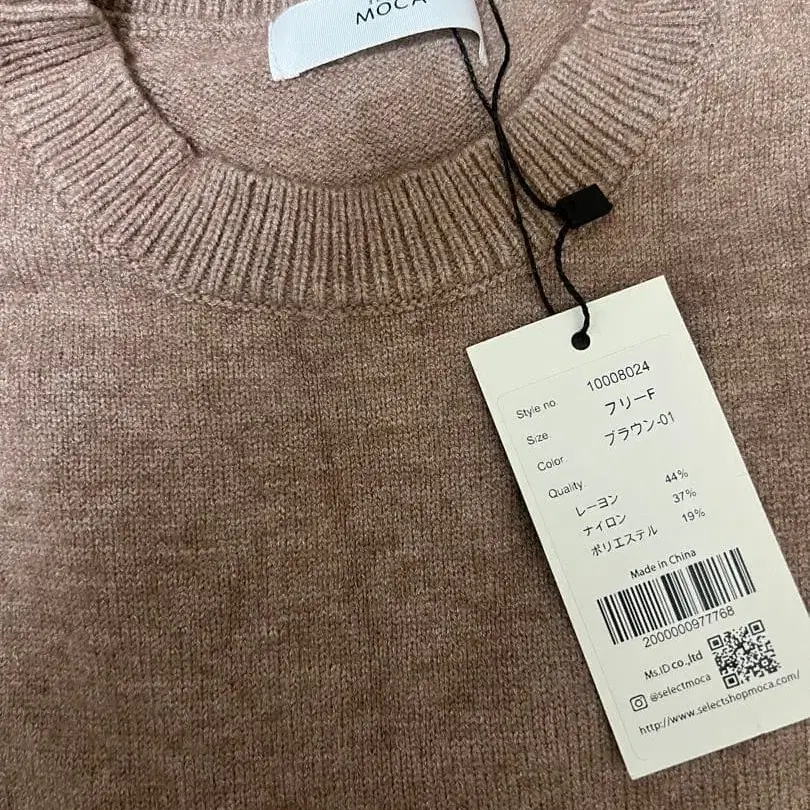 MOCA
Style no. 10008024
Size フリーF
Color ブラウン-01
Quality
レーヨン 44%
ナイロン 37%
ポリエステル 19%
Made in China
2000000977768
Ms.ID co.,ltd
@selectmoca
http://www.selectshopmoca.com/